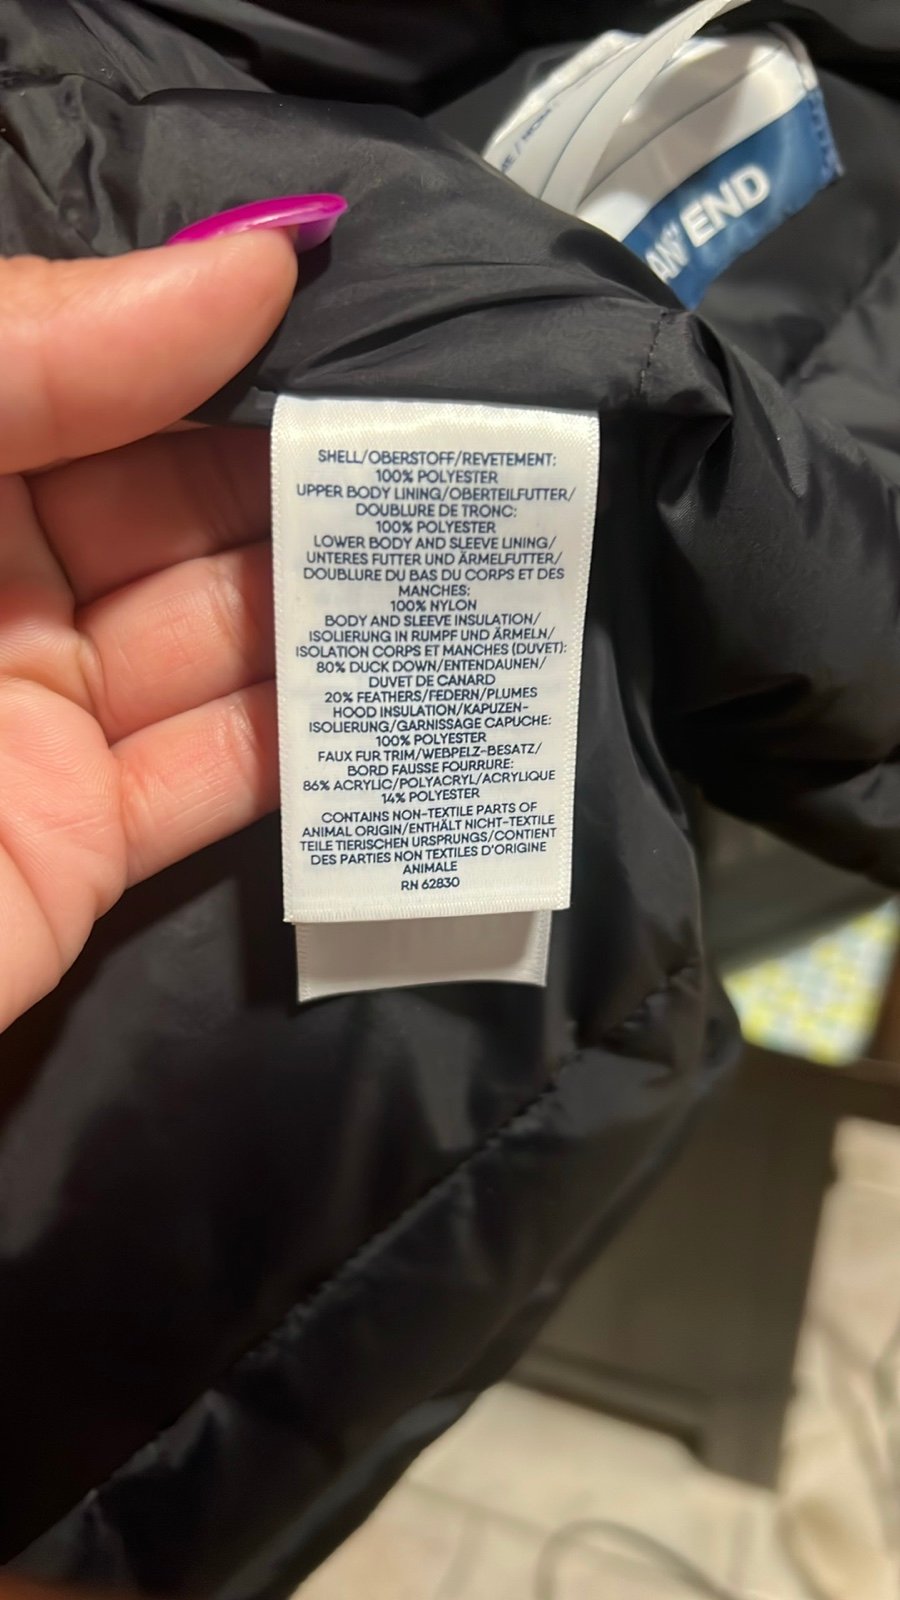 END
SHELL/OBERSTOFF/REVETEMENT:
100% POLYESTER
UPPER BODY LINING/OBERTEILFUTTER/
DOUBLURE DE TRONC:
100% POLYESTER
LOWER BODY AND SLEEVE LINING/
UNTERES FUTTER UND ÄRMELFUTTER/
DOUBLURE DU BAS DU CORPS ET DES
MANCHES:
100% NYLON
BODY AND SLEEVE INSULATION/
ISOLIERUNG IN RUMPF UND ÄRMELN/
ISOLATION CORPS ET MANCHES (DUVET):
80% DUCK DOWN/ENTENDAUNEN/
DUVET DE CANARD
20% FEATHERS/FEDERN/PLUMES
HOOD INSULATION/KAPUZEN-
ISOLIERUNG/GARNISSAGE CAPUCHE:
100% POLYESTER
FAUX FUR TRIM/WEBPELZ-BESATZ/
BORD FAUSSE FOURRURE:
86% ACRYLIC/POLYACRYL/ACRYLIQUE
14% POLYESTER
CONTAINS NON-TEXTILE PARTS OF
ANIMAL ORIGIN/ENTHÄLT NICHT-TEXTILE
TEILE TIERISCHEN URSPRUNGS/CONTIENT
DES PARTIES NON TEXTILES D'ORIGINE
ANIMALE
RN 62830